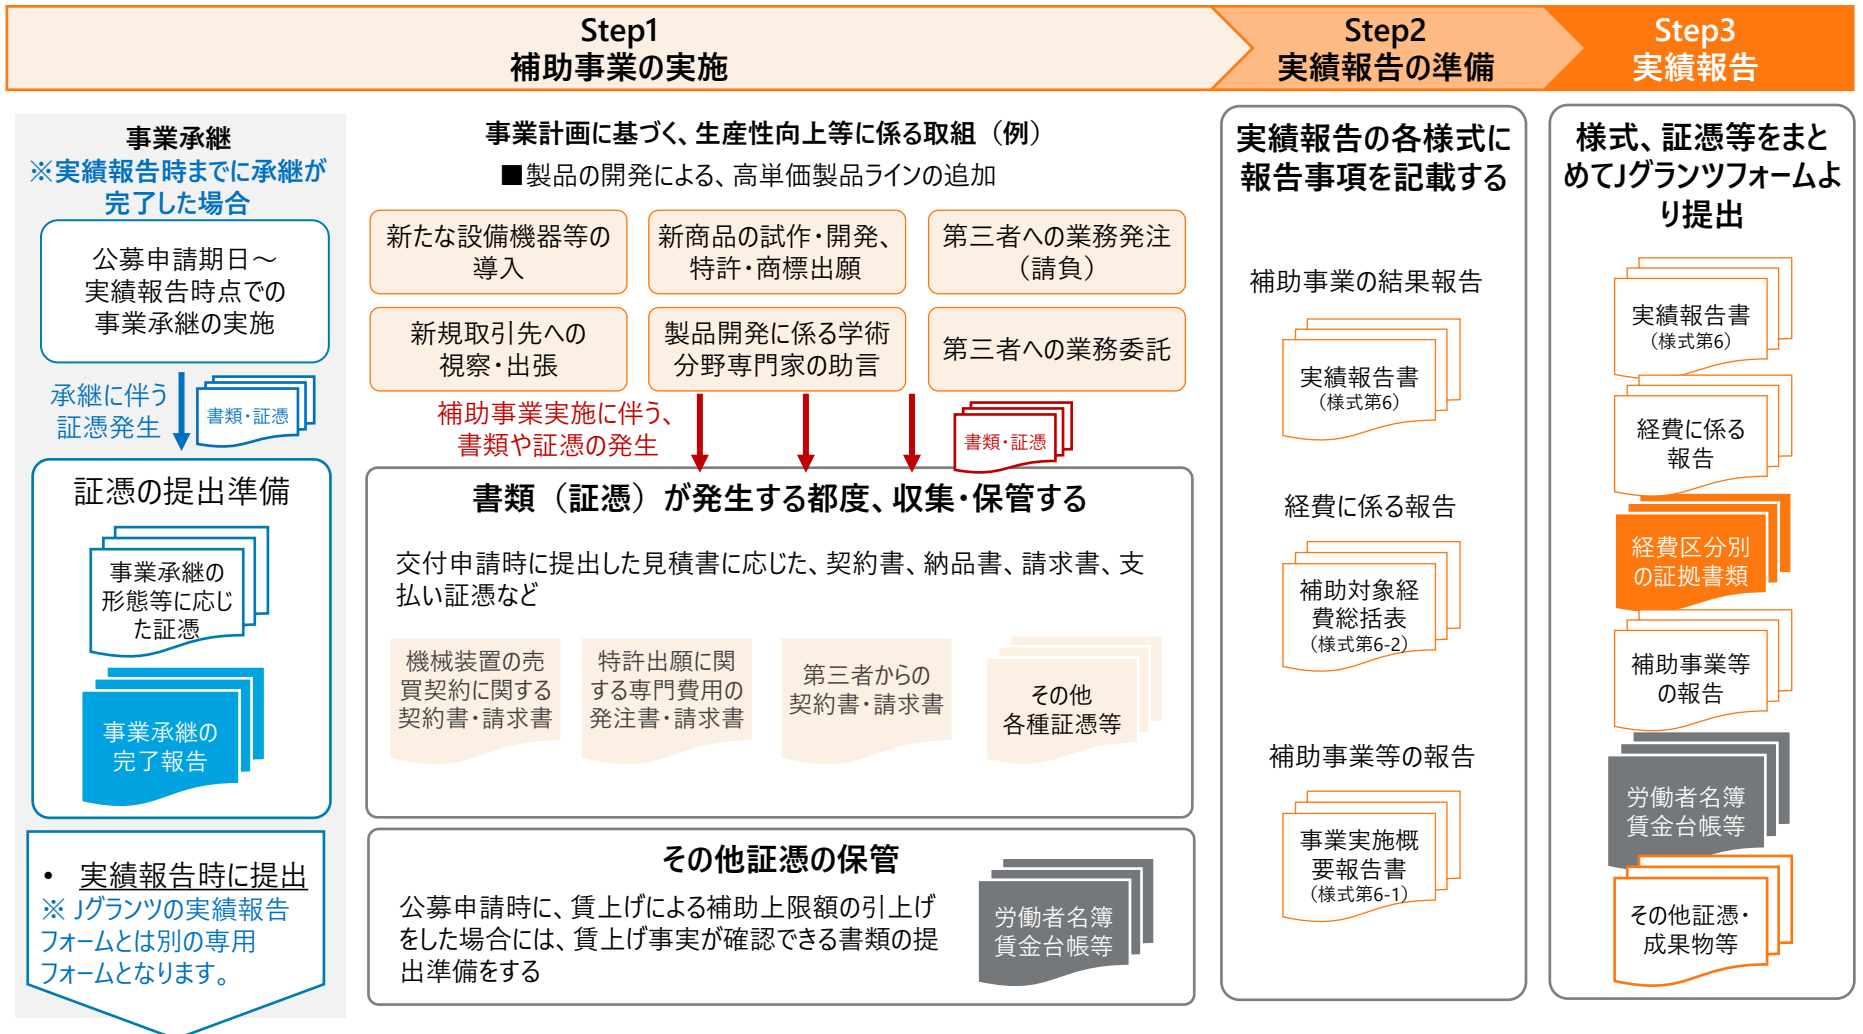 Step1
補助事業の実施
Step2
実績報告の準備
Step3
実績報告
事業承継
※実績報告時までに承継が
完了した場合
公募申請期日～
実績報告時点での
事業承継の実施
承継に伴う
証憑発生
書類・証憑
証憑の提出準備
事業承継の
形態等に応じ
た証憑
事業承継の
完了報告
• 実績報告時に提出
※ Jグランツの実績報告
フォームとは別の専用
フォームとなります。
事業計画に基づく、生産性向上等に係る取組（例）
■製品の開発による、高単価製品ラインの追加
新たな設備機器等の
導入
新商品の試作・開発、
特許・商標出願
第三者への業務発注
（請負）
新規取引先への
視察・出張
製品開発に係る学術
分野専門家の助言
第三者への業務委託
補助事業実施に伴う、
書類や証憑の発生
書類・証憑
書類（証憑）が発生する都度、収集・保管する
交付申請時に提出した見積書に応じた、契約書、納品書、請求書、支
払い証憑など
機械装置の売
買契約に関する
契約書・請求書
特許出願に関
する専門費用の
発注書・請求書
第三者からの
契約書・請求書
その他
各種証憑等
その他証憑の保管
公募申請時に、賃上げによる補助上限額の引上げ
をした場合には、賃上げ事実が確認できる書類の提
出準備をする
労働者名簿
賃金台帳等
実績報告の各様式に
報告事項を記載する
補助事業の結果報告
実績報告書
（様式第6）
経費に係る報告
補助対象経
費総括表
（様式第6-2）
補助事業等の報告
事業実施概
要報告書
（様式第6-1）
様式、証憑等をまと
めてJグランツフォームよ
り提出
実績報告書
（様式第6）
経費に係る
報告
経費区分別
の証拠書類
補助事業等
の報告
労働者名簿
賃金台帳等
その他証憑・
成果物等